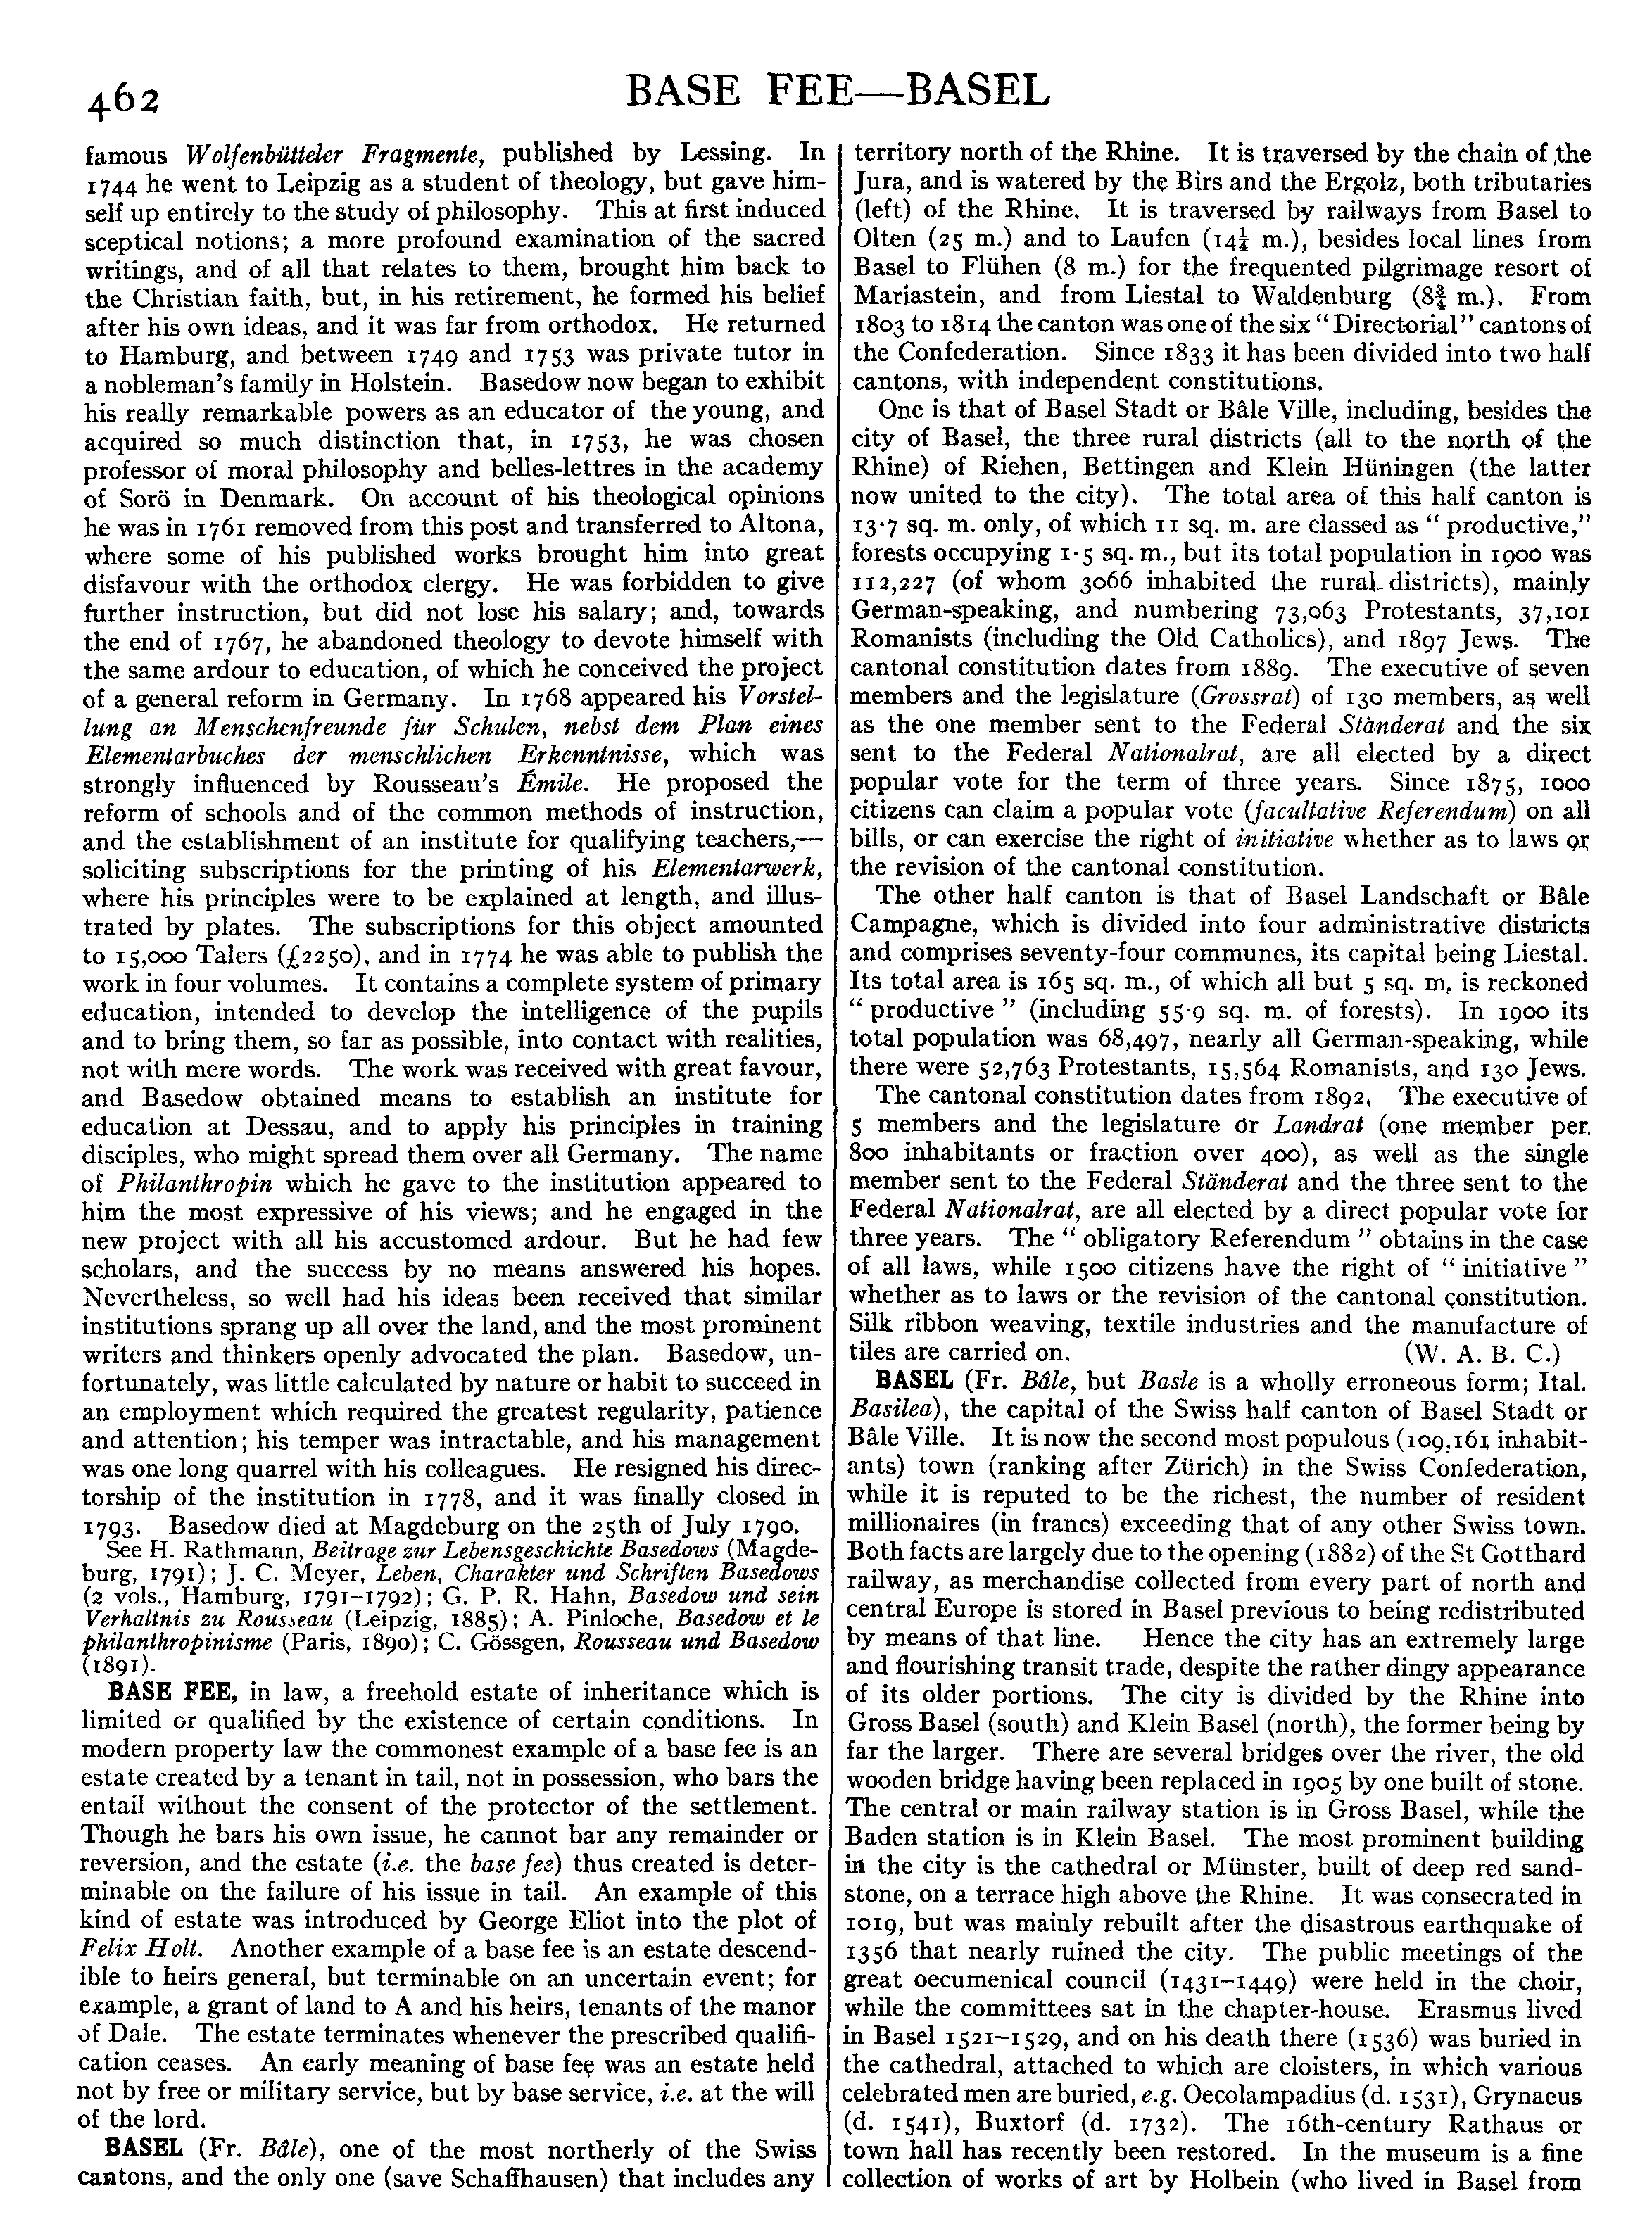 462
BASE FEE—BASEL
famous Wolfenbütteler Fragmente, published by Lessing. In
1744 he went to Leipzig as a student of theology, but gave him-
self up entirely to the study of philosophy. This at first induced
sceptical notions; a more profound examination of the sacred
writings, and of all that relates to them, brought him back to
the Christian faith, but, in his retirement, he formed his belief
after his own ideas, and it was far from orthodox. He returned
to Hamburg, and between 1749 and 1753 was private tutor in
a nobleman's family in Holstein. Basedow now began to exhibit
his really remarkable powers as an educator of the young, and
acquired so much distinction that, in 1753, he was chosen
professor of moral philosophy and belles-lettres in the academy
of Sorö in Denmark. On account of his theological opinions
he was in 1761 removed from this post and transferred to Altona,
where some of his published works brought him into great
disfavour with the orthodox clergy. He was forbidden to give
further instruction, but did not lose his salary; and, towards
the end of 1767, he abandoned theology to devote himself with
the same ardour to education, of which he conceived the project
of a general reform in Germany. In 1768 appeared his Vorstel-
lung an Menschenfreunde für Schulen, nebst dem Plan eines
Elementarbuches der menschlichen Erkenntnisse, which was
strongly influenced by Rousseau's Émile. He proposed the
reform of schools and of the common methods of instruction,
and the establishment of an institute for qualifying teachers,—
soliciting subscriptions for the printing of his Elementarwerk,
where his principles were to be explained at length, and illus-
trated by plates. The subscriptions for this object amounted
to 15,000 Talers (£2250), and in 1774 he was able to publish the
work in four volumes. It contains a complete system of primary
education, intended to develop the intelligence of the pupils
and to bring them, so far as possible, into contact with realities,
not with mere words. The work was received with great favour,
and Basedow obtained means to establish an institute for
education at Dessau, and to apply his principles in training
disciples, who might spread them over all Germany. The name
of Philanthropin which he gave to the institution appeared to
him the most expressive of his views; and he engaged in the
new project with all his accustomed ardour. But he had few
scholars, and the success by no means answered his hopes.
Nevertheless, so well had his ideas been received that similar
institutions sprang up all over the land, and the most prominent
writers and thinkers openly advocated the plan. Basedow, un-
fortunately, was little calculated by nature or habit to succeed in
an employment which required the greatest regularity, patience
and attention; his temper was intractable, and his management
was one long quarrel with his colleagues. He resigned his direc-
torship of the institution in 1778, and it was finally closed in
1793. Basedow died at Magdeburg on the 25th of July 1790.
See H. Rathmann, Beitrage zur Lebensgeschichte Basedows (Magde-
burg, 1791); J. C. Meyer, Leben, Charakter und Schriften Basedows
(2 vols., Hamburg, 1791–1792); G. P. R. Hahn, Basedow und sein
Verhaltnis zu Rousseau (Leipzig, 1885); A. Pinloche, Basedow et le
philanthropinisme (Paris, 1890); C. Gössgen, Rousseau und Basedow
(1891).
BASE FEE, in law, a freehold estate of inheritance which is
limited or qualified by the existence of certain conditions. In
modern property law the commonest example of a base fee is an
estate created by a tenant in tail, not in possession, who bars the
entail without the consent of the protector of the settlement.
Though he bars his own issue, he cannot bar any remainder or
reversion, and the estate (i.e. the base fee) thus created is deter-
minable on the failure of his issue in tail. An example of this
kind of estate was introduced by George Eliot into the plot of
Felix Holt. Another example of a base fee is an estate descend-
ible to heirs general, but terminable on an uncertain event; for
example, a grant of land to A and his heirs, tenants of the manor
of Dale. The estate terminates whenever the prescribed qualifi-
cation ceases. An early meaning of base fee was an estate held
not by free or military service, but by base service, i.e. at the will
of the lord.
BASEL (Fr. Bâle), one of the most northerly of the Swiss
cantons, and the only one (save Schaffhausen) that includes any
territory north of the Rhine. It is traversed by the chain of the
Jura, and is watered by the Birs and the Ergolz, both tributaries
(left) of the Rhine. It is traversed by railways from Basel to
Olten (25 m.) and to Laufen (14½ m.), besides local lines from
Basel to Flühen (8 m.) for the frequented pilgrimage resort of
Mariastein, and from Liestal to Waldenburg (8¾ m.). From
1803 to 1814 the canton was one of the six "Directorial" cantons of
the Confederation. Since 1833 it has been divided into two half
cantons, with independent constitutions.
One is that of Basel Stadt or Bâle Ville, including, besides the
city of Basel, the three rural districts (all to the north of the
Rhine) of Riehen, Bettingen and Klein Hüningen (the latter
now united to the city). The total area of this half canton is
13·7 sq. m. only, of which 11 sq. m. are classed as "productive,"
forests occupying 1·5 sq. m., but its total population in 1900 was
112,227 (of whom 3066 inhabited the rural districts), mainly
German-speaking, and numbering 73,063 Protestants, 37,101
Romanists (including the Old Catholics), and 1897 Jews. The
cantonal constitution dates from 1889. The executive of seven
members and the legislature (Grossrat) of 130 members, as well
as the one member sent to the Federal Ständerat and the six
sent to the Federal Nationalrat, are all elected by a direct
popular vote for the term of three years. Since 1875, 1000
citizens can claim a popular vote (facultative Referendum) on all
bills, or can exercise the right of initiative whether as to laws or
the revision of the cantonal constitution.
The other half canton is that of Basel Landschaft or Bâle
Campagne, which is divided into four administrative districts
and comprises seventy-four communes, its capital being Liestal.
Its total area is 165 sq. m., of which all but 5 sq. m. is reckoned
"productive" (including 55·9 sq. m. of forests). In 1900 its
total population was 68,497, nearly all German-speaking, while
there were 52,763 Protestants, 15,564 Romanists, and 130 Jews.
The cantonal constitution dates from 1892. The executive of
5 members and the legislature or Landrat (one member per
800 inhabitants or fraction over 400), as well as the single
member sent to the Federal Ständerat and the three sent to the
Federal Nationalrat, are all elected by a direct popular vote for
three years. The "obligatory Referendum" obtains in the case
of all laws, while 1500 citizens have the right of "initiative"
whether as to laws or the revision of the cantonal constitution.
Silk ribbon weaving, textile industries and the manufacture of
tiles are carried on. (W. A. B. C.)
BASEL (Fr. Bâle, but Basle is a wholly erroneous form; Ital.
Basilea), the capital of the Swiss half canton of Basel Stadt or
Bâle Ville. It is now the second most populous (109,161 inhabit-
ants) town (ranking after Zürich) in the Swiss Confederation,
while it is reputed to be the richest, the number of resident
millionaires (in francs) exceeding that of any other Swiss town.
Both facts are largely due to the opening (1882) of the St Gotthard
railway, as merchandise collected from every part of north and
central Europe is stored in Basel previous to being redistributed
by means of that line. Hence the city has an extremely large
and flourishing transit trade, despite the rather dingy appearance
of its older portions. The city is divided by the Rhine into
Gross Basel (south) and Klein Basel (north), the former being by
far the larger. There are several bridges over the river, the old
wooden bridge having been replaced in 1905 by one built of stone.
The central or main railway station is in Gross Basel, while the
Baden station is in Klein Basel. The most prominent building
in the city is the cathedral or Münster, built of deep red sand-
stone, on a terrace high above the Rhine. It was consecrated in
1019, but was mainly rebuilt after the disastrous earthquake of
1356 that nearly ruined the city. The public meetings of the
great oecumenical council (1431–1449) were held in the choir,
while the committees sat in the chapter-house. Erasmus lived
in Basel 1521–1529, and on his death there (1536) was buried in
the cathedral, attached to which are cloisters, in which various
celebrated men are buried, e.g. Oecolampadius (d. 1531), Grynaeus
(d. 1541), Buxtorf (d. 1732). The 16th-century Rathaus or
town hall has recently been restored. In the museum is a fine
collection of works of art by Holbein (who lived in Basel from